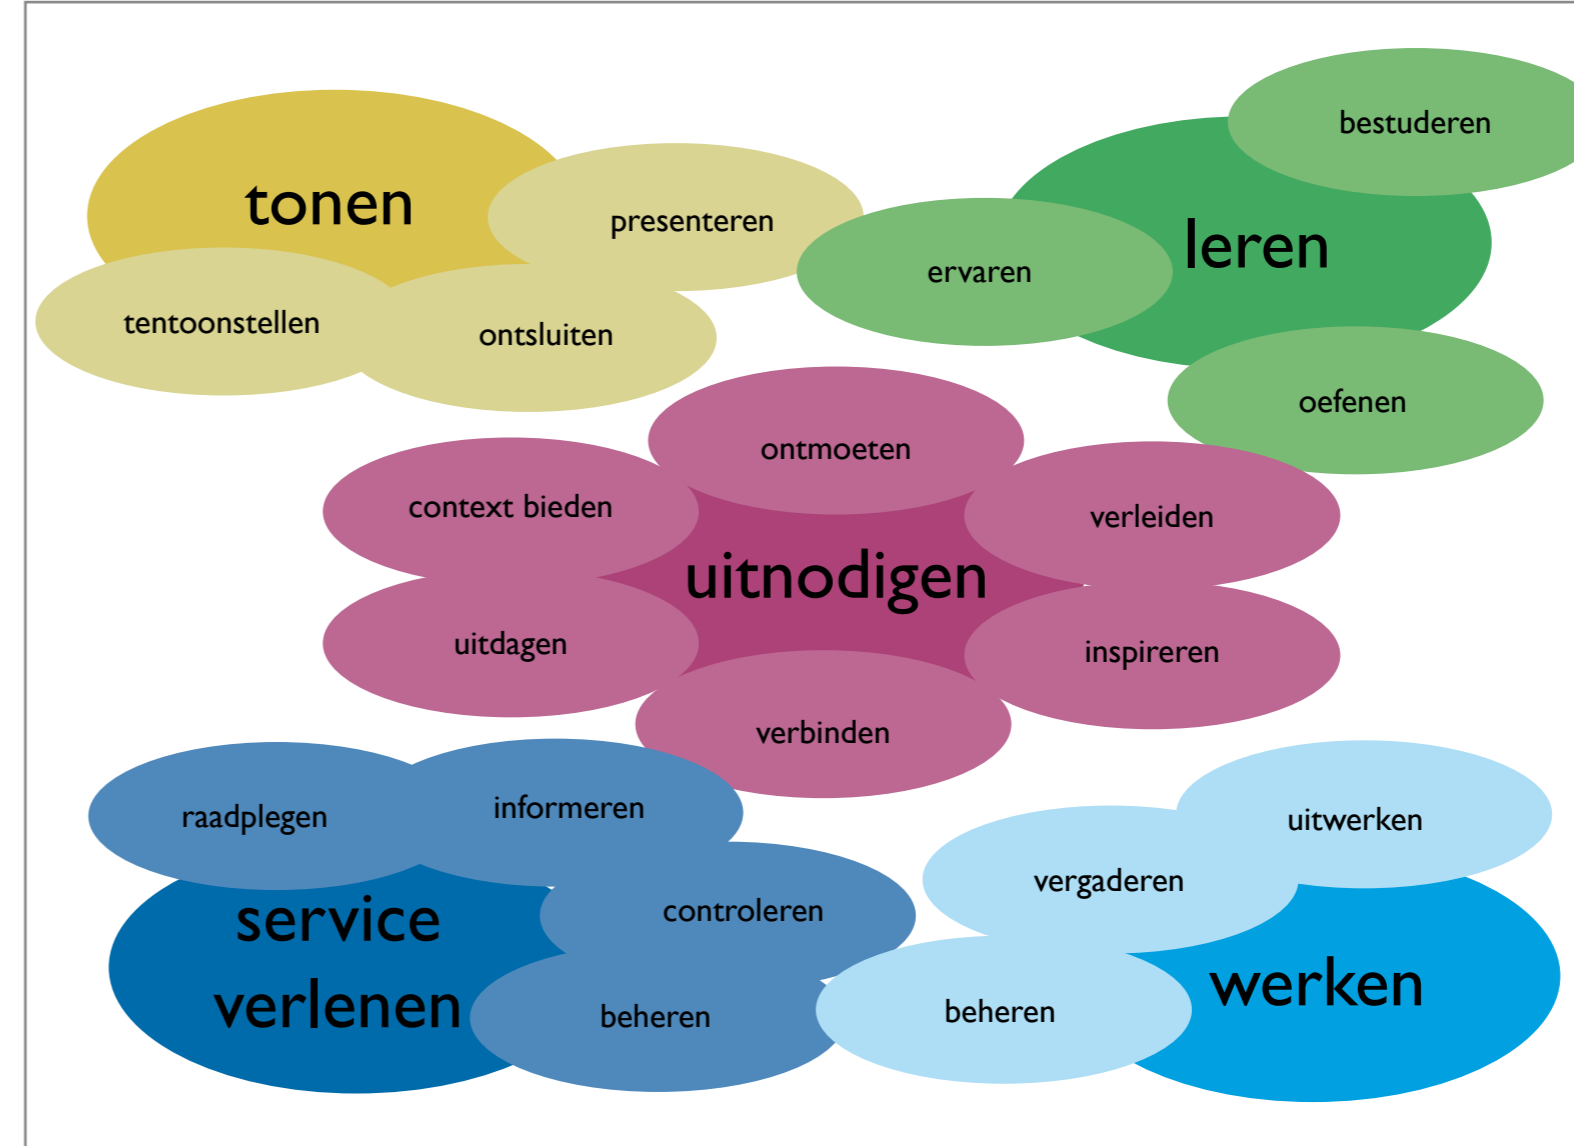 tonen
presenteren
tentoonstellen
ontsluiten
bestuderen
leren
ervaren
oefenen
ontmoeten
context bieden
verleiden
uitnodigen
uitdagen
inspireren
verbinden
raadplegen
informeren
service
verlenen
controleren
beheren
uitwerken
vergaderen
werken
beheren